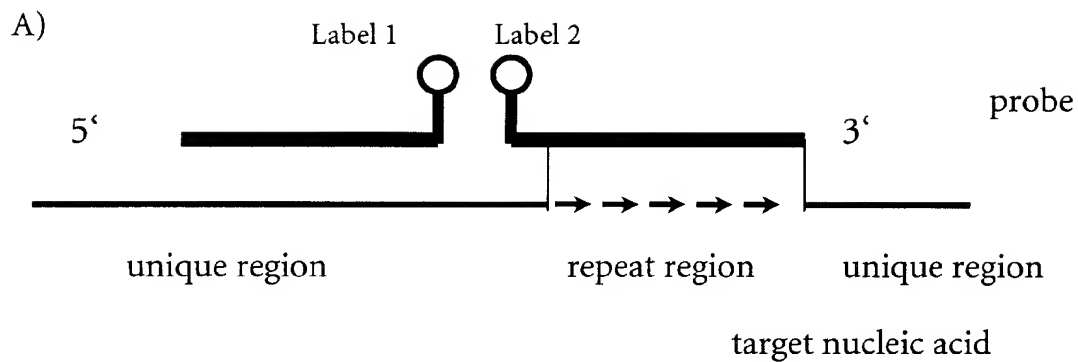 A)
Label 1 Label 2
probe
5‘ 3‘
unique region repeat region unique region
target nucleic acid